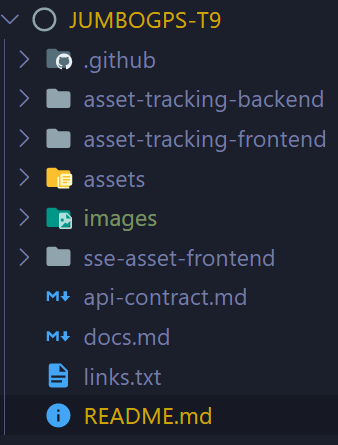 JUMBOGPS-T9
.github
asset-tracking-backend
asset-tracking-frontend
assets
images
sse-asset-frontend
api-contract.md
docs.md
links.txt
README.md